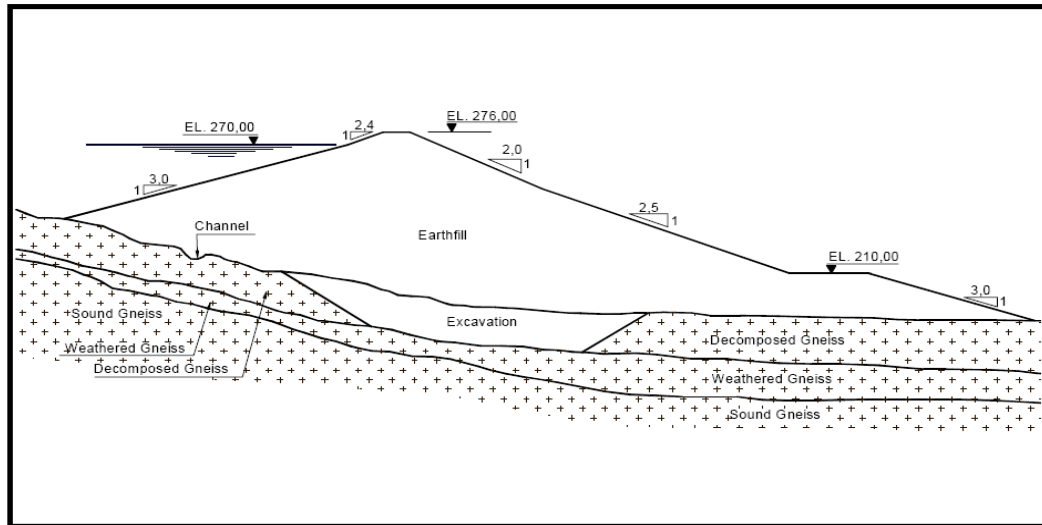 EL. 270,00
2,4
1
EL. 276,00
2,0
1
3,0
1
2,5
1
Channel
Earthfill
EL. 210,00
3,0
1
Sound Gneiss
Excavation
Weathered Gneiss
Decomposed Gneiss
Decomposed Gneiss
Weathered Gneiss
Sound Gneiss